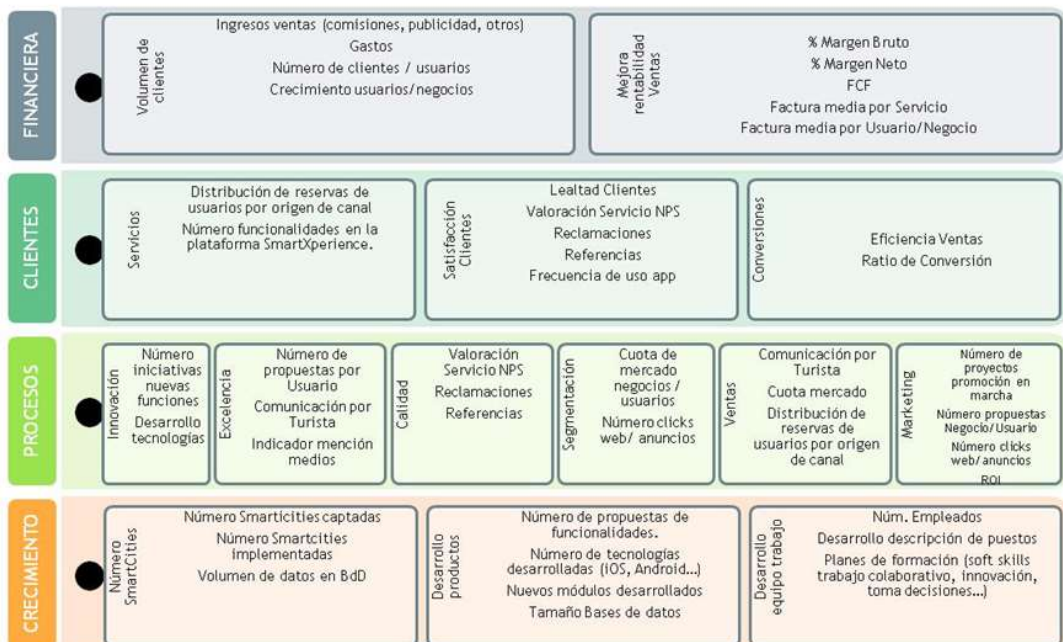 FINANCIERA
Volumen de
clientes
Ingresos ventas (comisiones, publicidad, otros)
Gastos
Número de clientes / usuarios
Crecimiento usuarios/negocios
Mejora
rentabilidad
Ventas
% Margen Bruto
% Margen Neto
FCF
Factura media por Servicio
Factura media por Usuario/Negocio
CLIENTES
Servicios
Distribución de reservas de
usuarios por origen de canal
Número funcionalidades en la
plataforma SmartXperience.
Satisfacción
Clientes
Lealtad Clientes
Valoración Servicio NPS
Reclamaciones
Referencias
Frecuencia de uso app
Conversiones
Eficiencia Ventas
Ratio de Conversión
PROCESOS
Innovación
Número
iniciativas
nuevas
funciones
Desarrollo
tecnologías
Excelencia
Número de
propuestas por
Usuario
Comunicación por
Turista
Indicador mención
medios
Calidad
Valoración
Servicio NPS
Reclamaciones
Referencias
Segmentación
Cuota de
mercado
negocios /
usuarios
Número clicks
web/ anuncios
Ventas
Comunicación por
Turista
Cuota mercado
Distribución de
reservas de
usuarios por origen
de canal
Marketing
Número de
proyectos
promoción en
marcha
Número propuestas
Negocio/Usuario
Número clicks
web/anuncios
ROI
CRECIMIENTO
Número
SmartCities
Número Smarticities captadas
Número Smartcities
implementadas
Volumen de datos en BdD
Desarrollo
productos
Número de propuestas de
funcionalidades.
Número de tecnologías
desarrolladas (iOS, Android...)
Nuevos módulos desarrollados
Tamaño Bases de datos
Desarrollo
equipo trabajo
Núm. Empleados
Desarrollo descripción de puestos
Planes de formación (soft skills
trabajo colaborativo, innovación,
toma decisiones...)